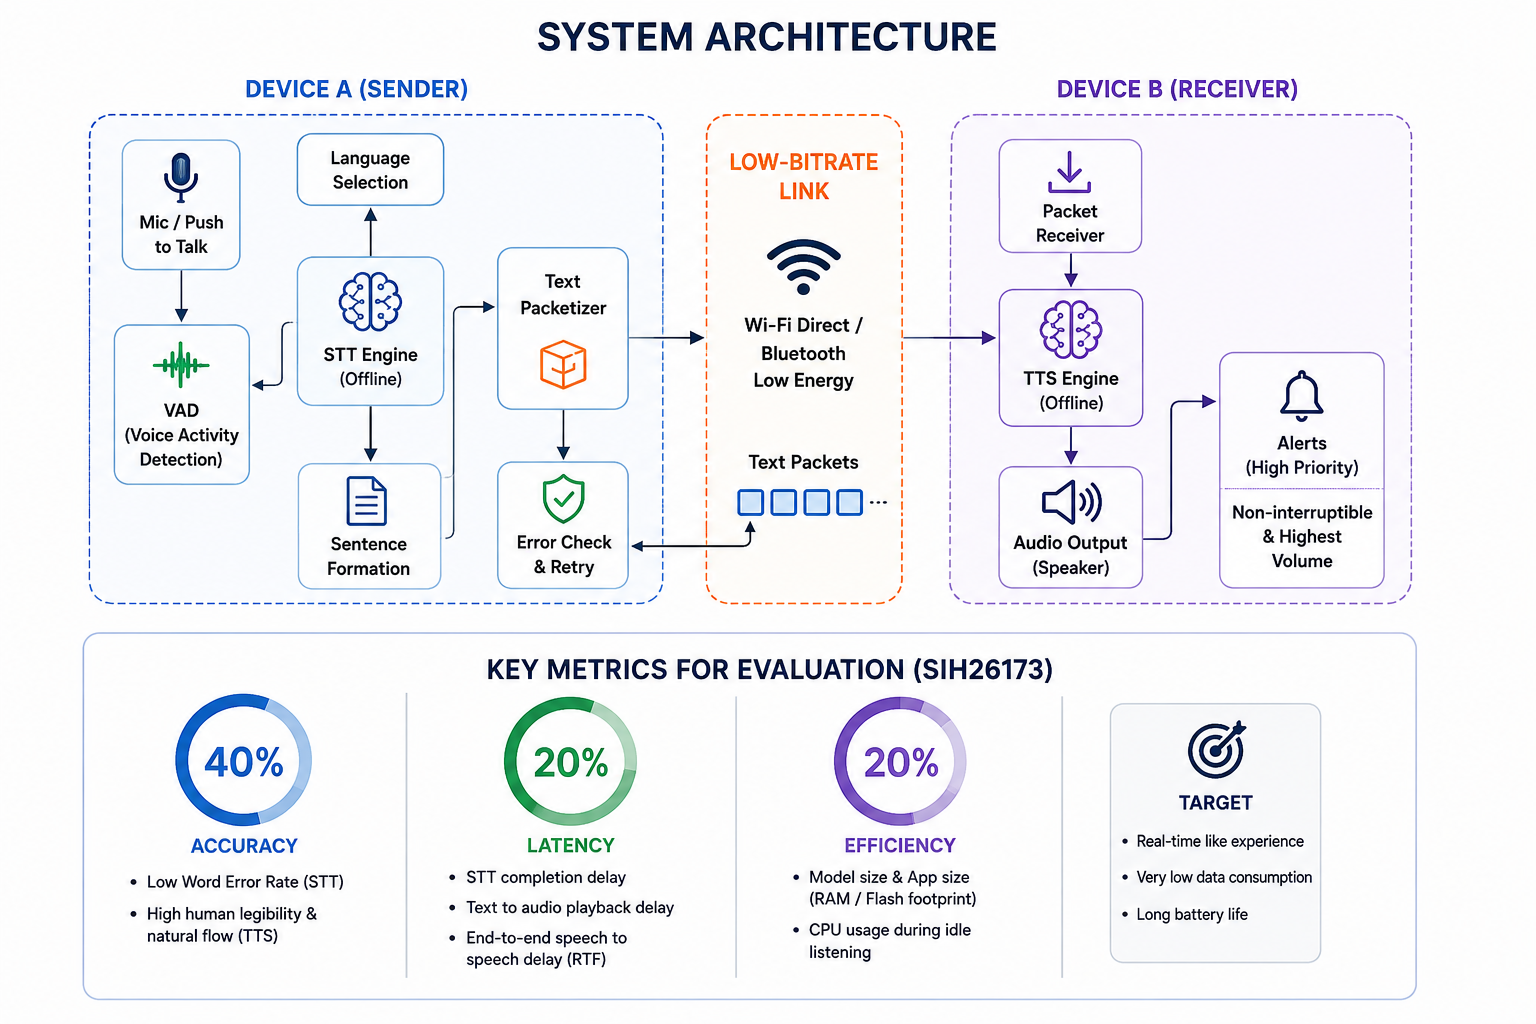 SYSTEM ARCHITECTURE
DEVICE A (SENDER)
Mic / Push
to Talk
VAD
(Voice Activity
Detection)
Language
Selection
STT Engine
(Offline)
Sentence
Formation
Text
Packetizer
Error Check
& Retry
LOW-BITRATE
LINK
Wi-Fi Direct /
Bluetooth
Low Energy
Text Packets
...
DEVICE B (RECEIVER)
Packet
Receiver
TTS Engine
(Offline)
Audio Output
(Speaker)
Alerts
(High Priority)
Non-interruptible
& Highest
Volume
KEY METRICS FOR EVALUATION (SIH26173)
40%
ACCURACY
• Low Word Error Rate (STT)
• High human legibility &
natural flow (TTS)
20%
LATENCY
• STT completion delay
• Text to audio playback delay
• End-to-end speech to
speech delay (RTF)
20%
EFFICIENCY
• Model size & App size
(RAM / Flash footprint)
• CPU usage during idle
listening
TARGET
• Real-time like experience
• Very low data consumption
• Long battery life